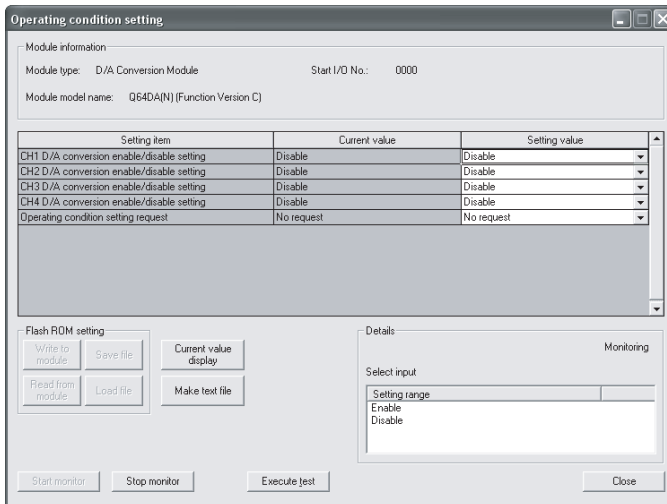 Operating condition setting
Module information
Module type: D/A Conversion Module Start I/O No.: 0000
Module model name: Q64DA(N) (Function Version C)
Setting item Current value Setting value
CH1 D/A conversion enable/disable setting Disable Disable
CH2 D/A conversion enable/disable setting Disable Disable
CH3 D/A conversion enable/disable setting Disable Disable
CH4 D/A conversion enable/disable setting Disable Disable
Operating condition setting request No request No request
Flash ROM setting
Write to module
Save file
Read from module
Load file
Current value display
Make text file
Details
Monitoring
Select input
Setting range
Enable
Disable
Start monitor Stop monitor Execute test Close